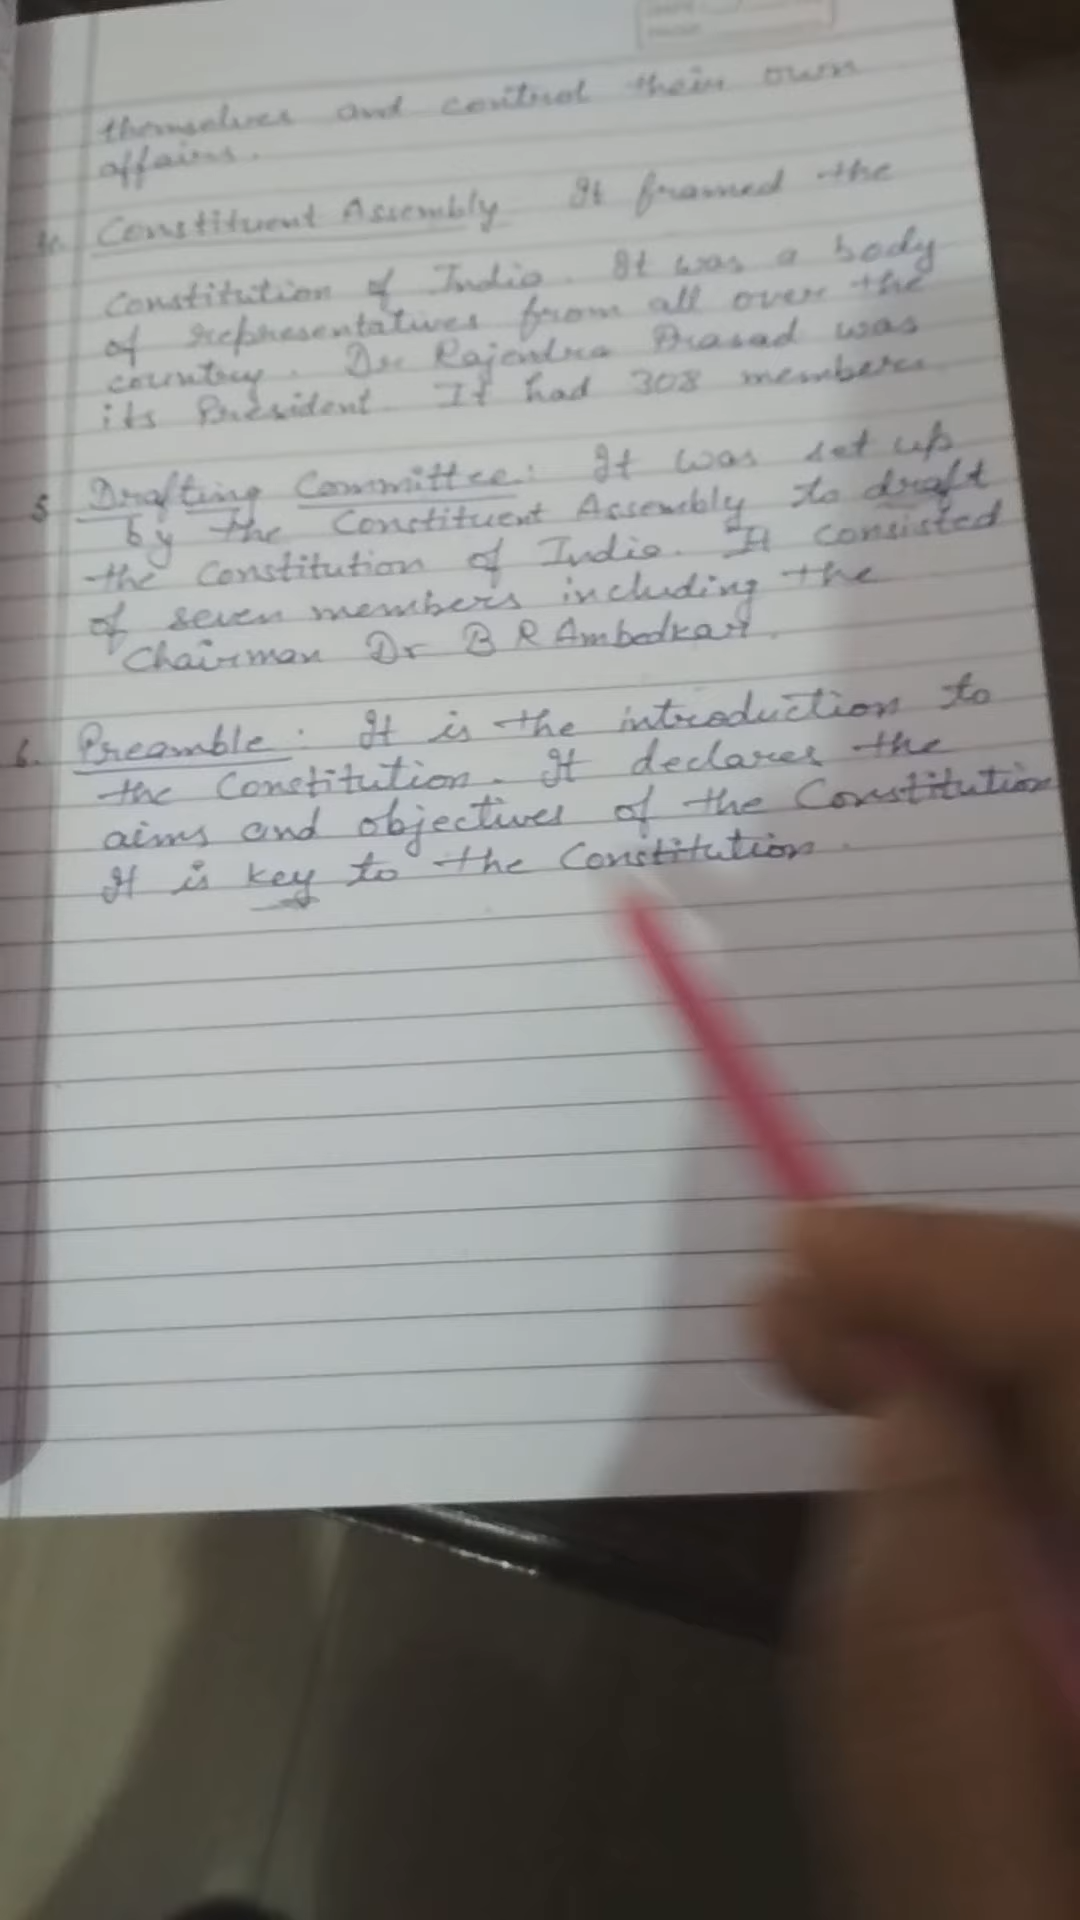 themselves and control their own
affairs.
4. Constituent Assembly It framed the
Constitution of India. It was a body
of representatives from all over the
country. Dr. Rajendra Prasad was
its President. It had 308 members
5 Drafting Committee: It was set up
by the Constituent Assembly to draft
the Constitution of India. It consisted
of seven members including the
Chairman Dr B R Ambedkar.
6. Preamble: It is the introduction to
the Constitution. It declares the
aims and objectives of the Constitution
It is key to the Constitution.